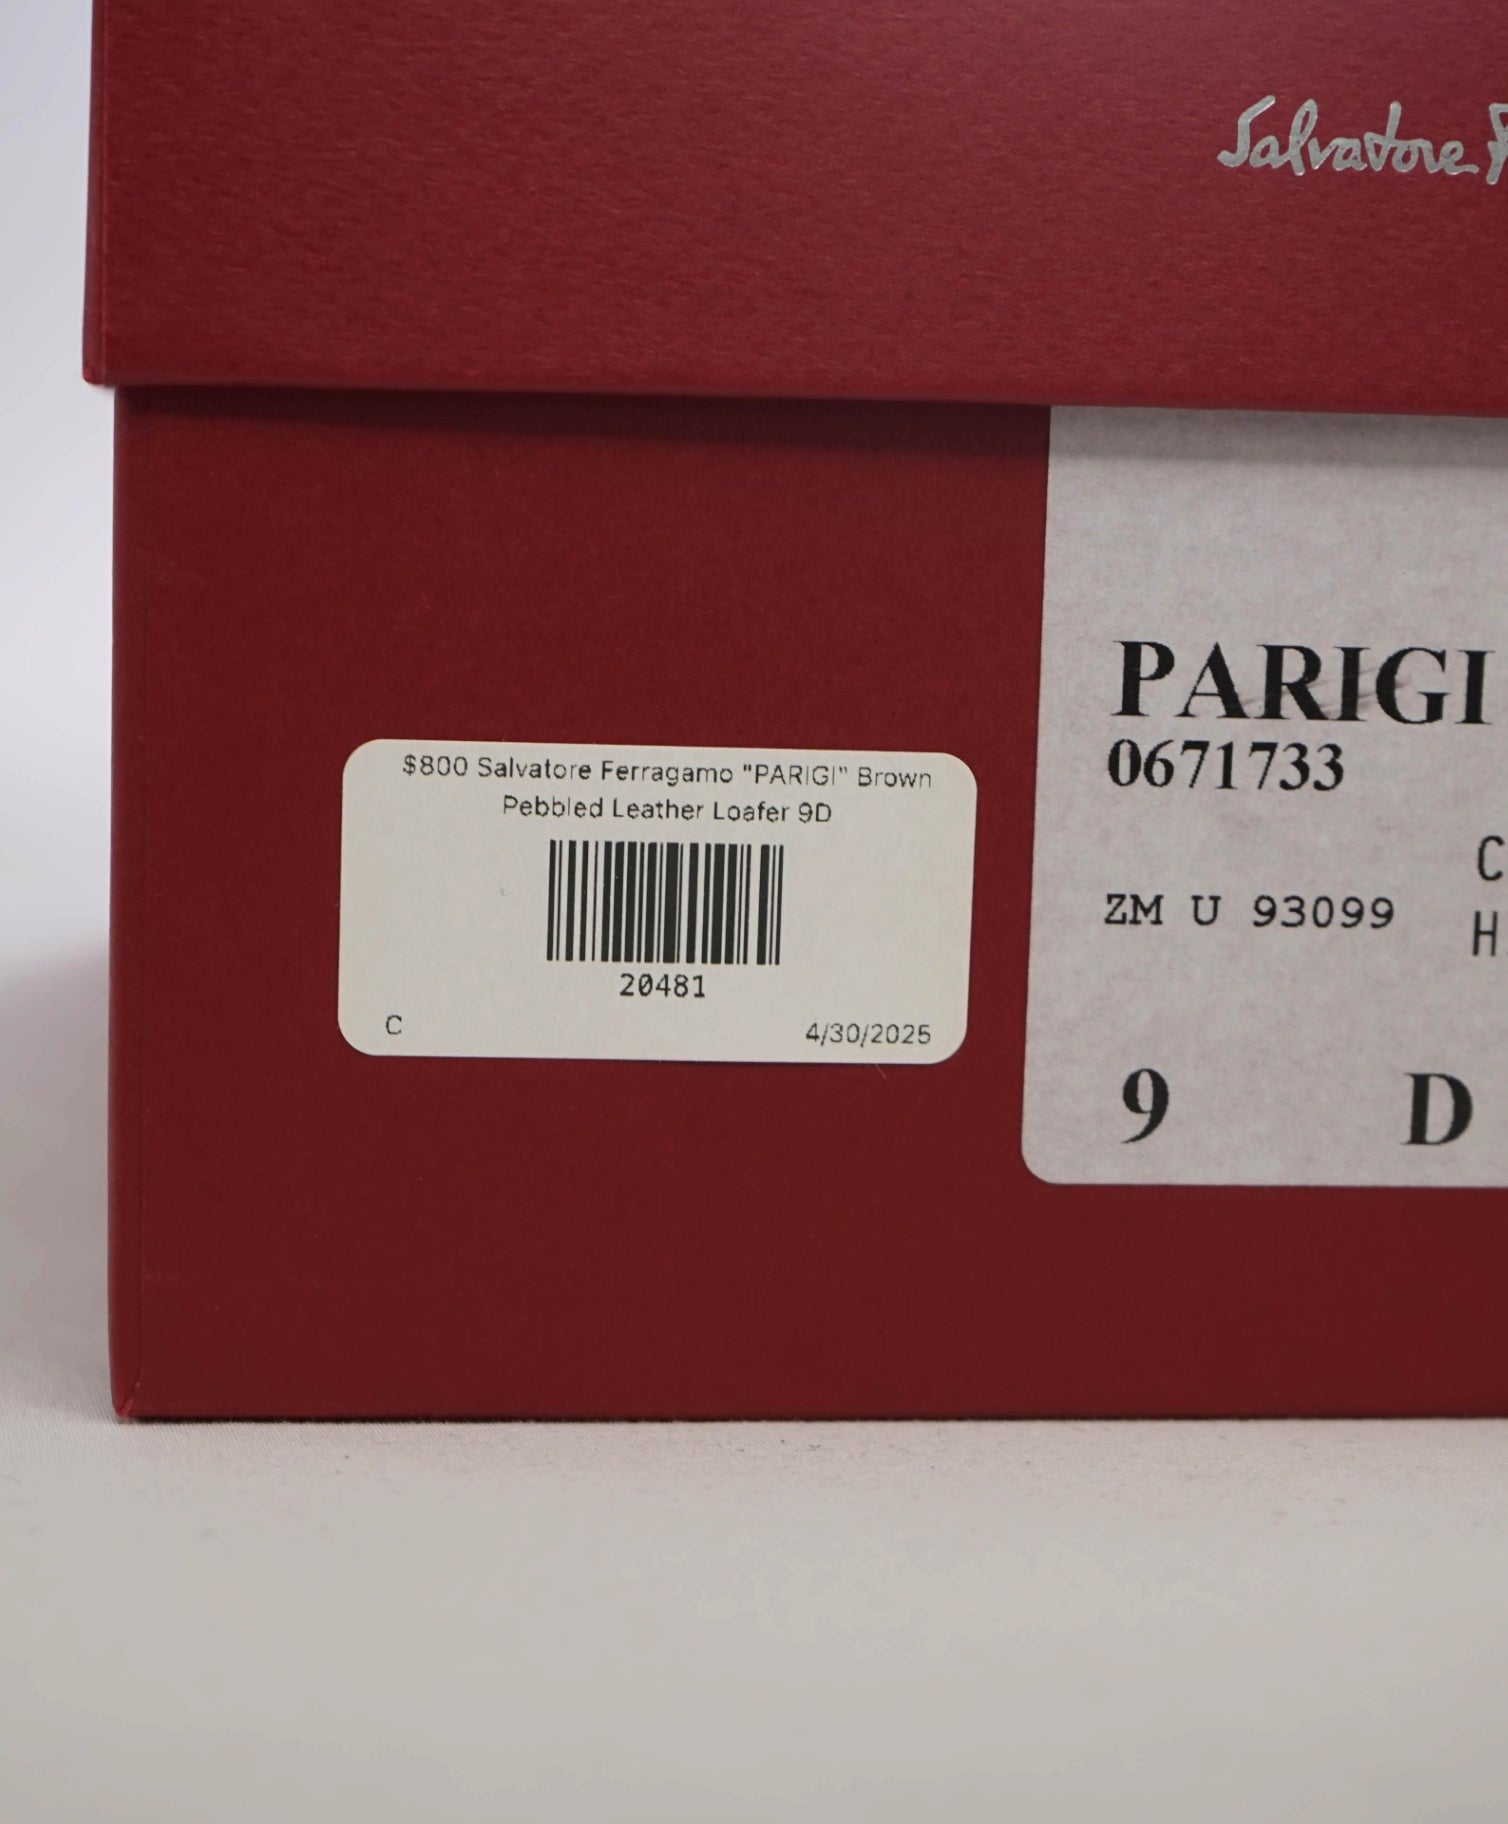 Salvatore F
$800 Salvatore Ferragamo "PARIGI" Brown
Pebbled Leather Loafer 9D
20481
C 4/30/2025
PARIGI
0671733
C
ZM U 93099
H
9 D